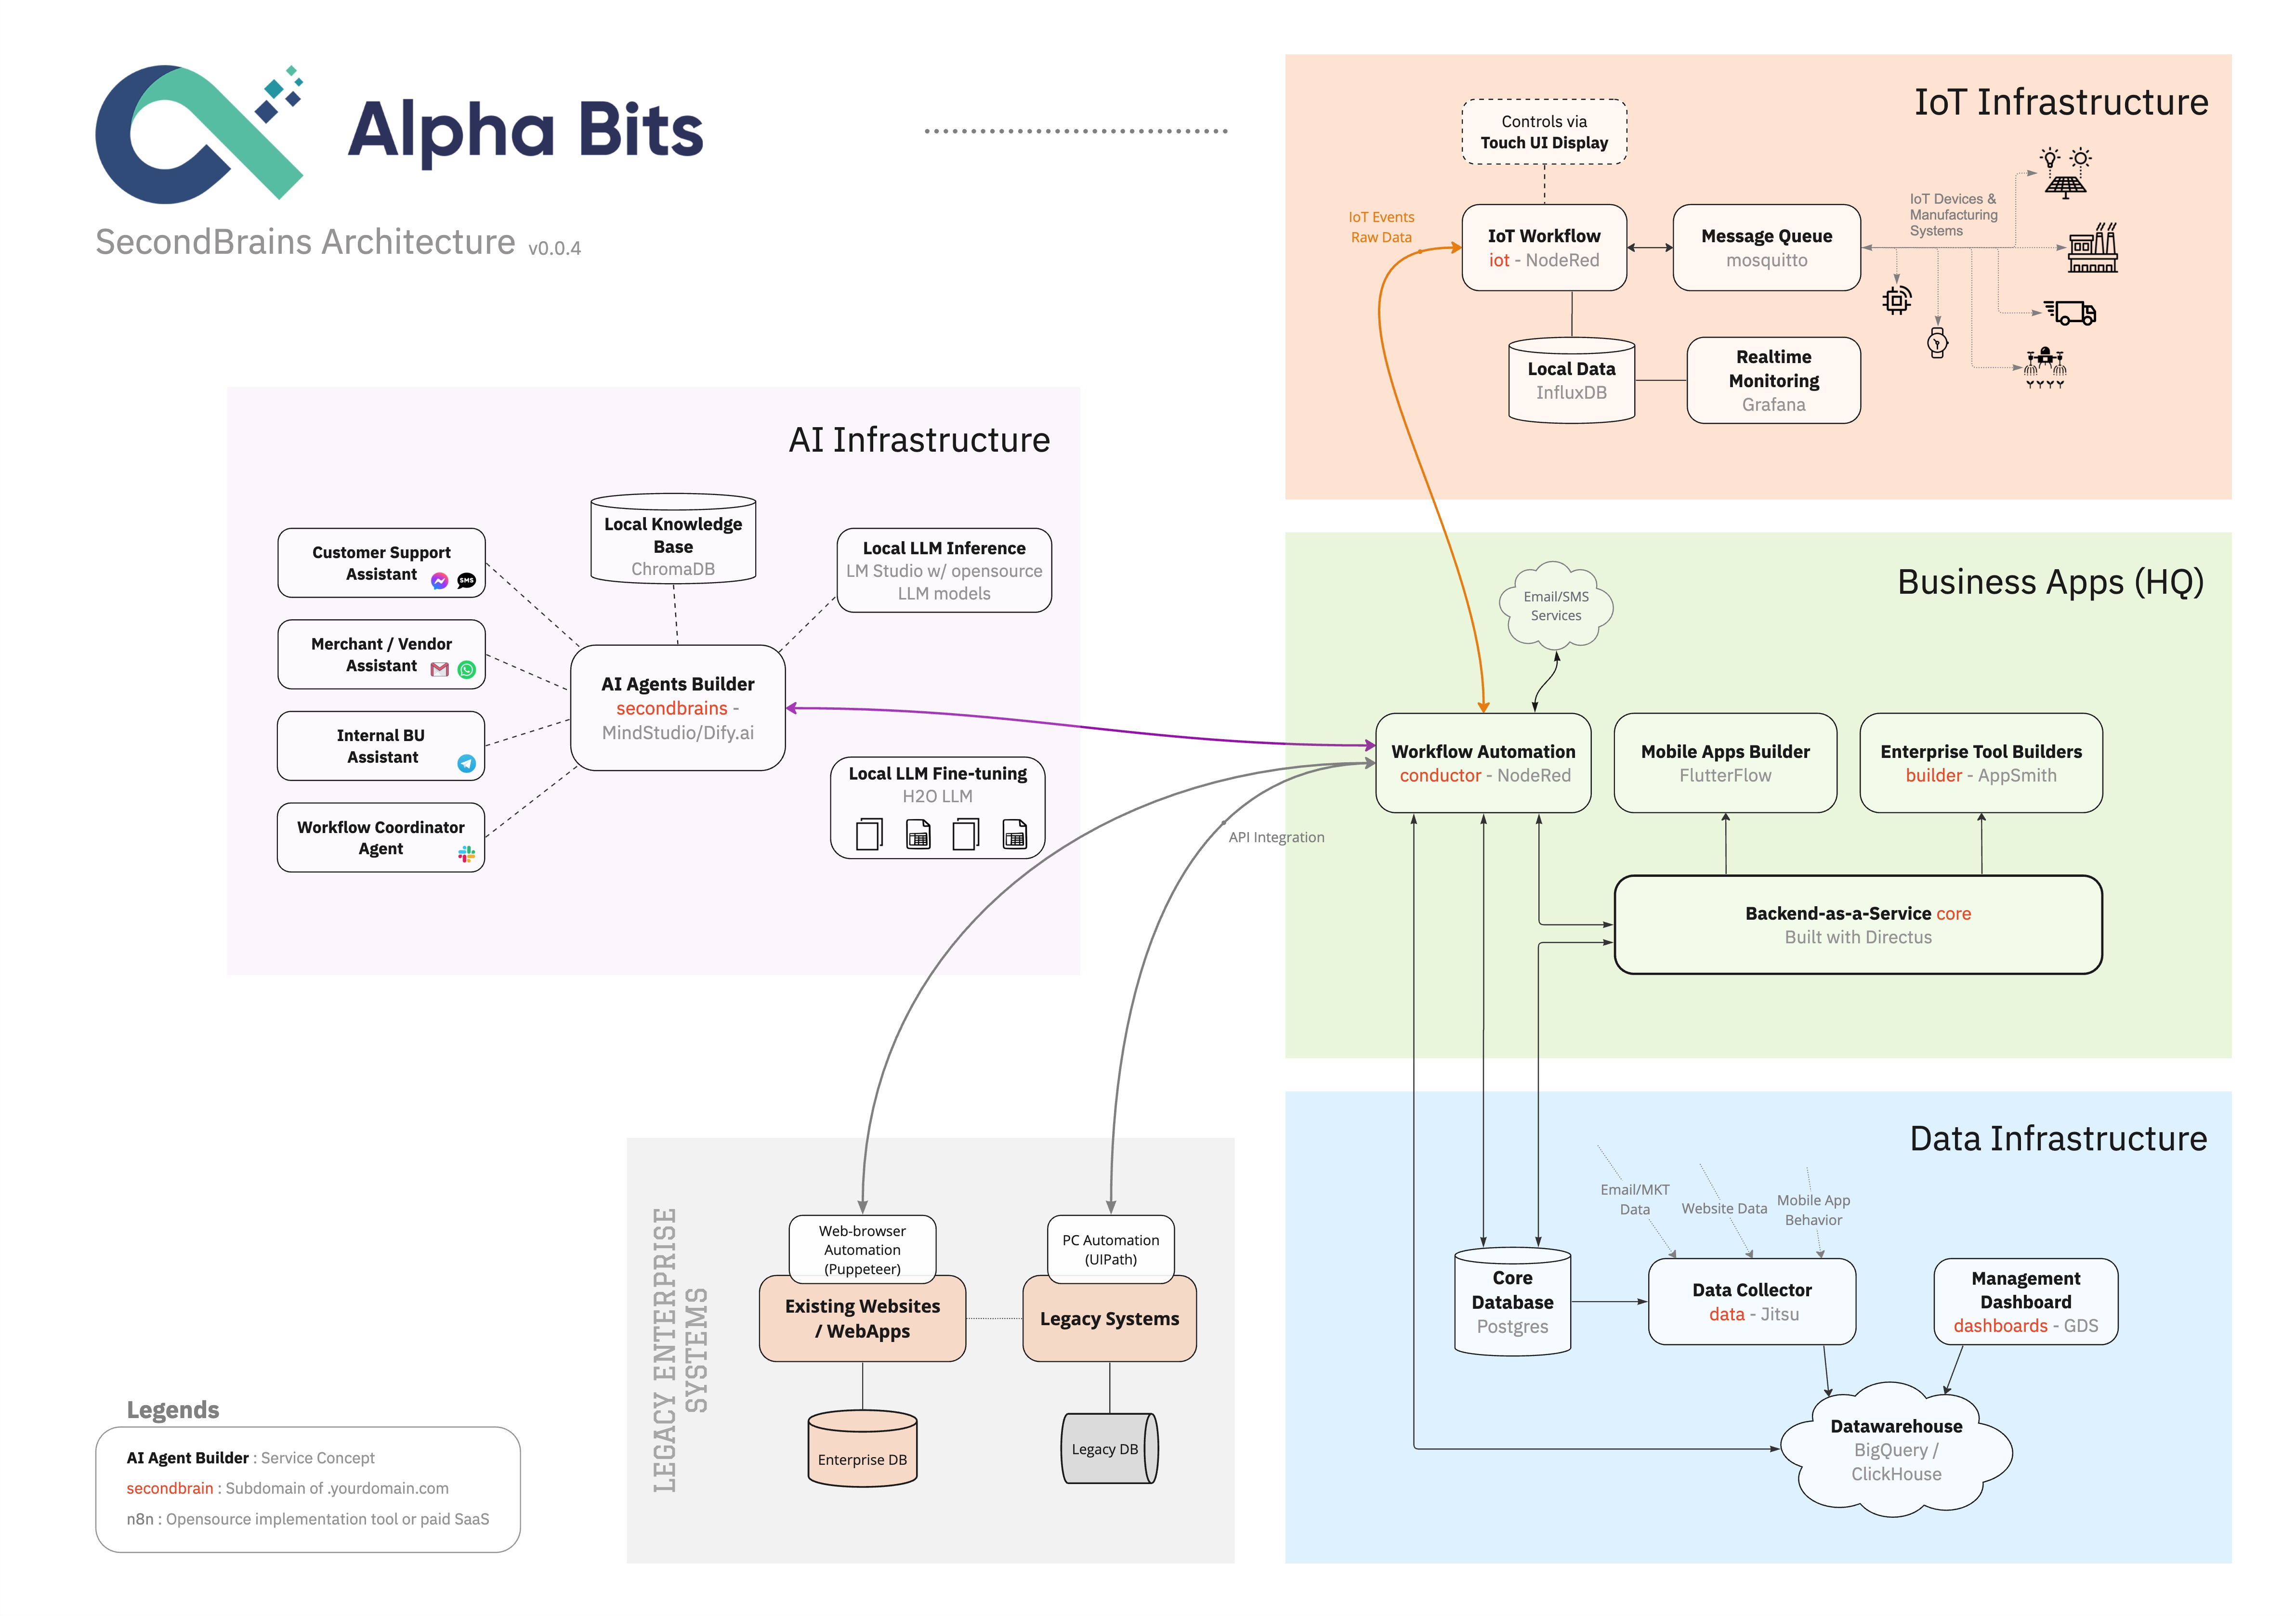 Alpha Bits
SecondBrains Architecture v0.0.4
IoT Infrastructure
Controls via
Touch UI Display
IoT Events
Raw Data
IoT Workflow
iot - NodeRed
Message Queue
mosquitto
IoT Devices &
Manufacturing
Systems
Local Data
InfluxDB
Realtime
Monitoring
Grafana
AI Infrastructure
Customer Support
Assistant
SMS
Merchant / Vendor
Assistant
Internal BU
Assistant
Workflow Coordinator
Agent
Local Knowledge
Base
ChromaDB
Local LLM Inference
LM Studio w/ opensource
LLM models
AI Agents Builder
secondbrains -
MindStudio/Dify.ai
Local LLM Fine-tuning
H2O LLM
Business Apps (HQ)
Email/SMS
Services
Workflow Automation
conductor - NodeRed
Mobile Apps Builder
FlutterFlow
Enterprise Tool Builders
builder - AppSmith
API Integration
Backend-as-a-Service core
Built with Directus
Data Infrastructure
Email/MKT
Data
Website Data
Mobile App
Behavior
Core
Database
Postgres
Data Collector
data - Jitsu
Management
Dashboard
dashboards - GDS
Datawarehouse
BigQuery /
ClickHouse
LEGACY ENTERPRISE
SYSTEMS
Web-browser
Automation
(Puppeteer)
Existing Websites
/ WebApps
Enterprise DB
PC Automation
(UIPath)
Legacy Systems
Legacy DB
Legends
AI Agent Builder : Service Concept
secondbrain : Subdomain of .yourdomain.com
n8n : Opensource implementation tool or paid SaaS